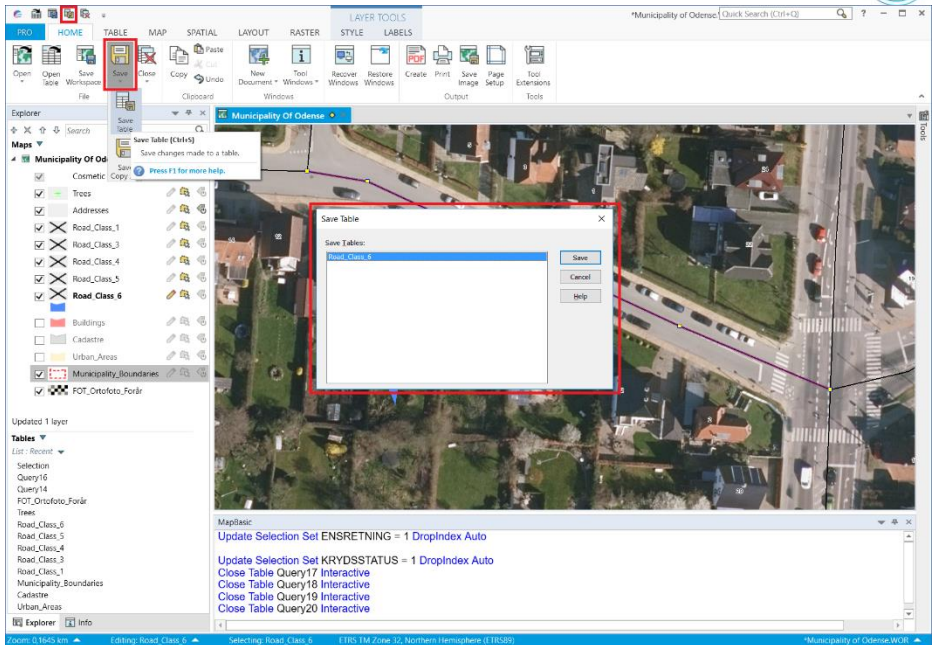 LAYER TOOLS
*Municipality of Odense.
Quick Search (Ctrl+Q)
PRO HOME TABLE MAP SPATIAL LAYOUT RASTER STYLE LABELS
Paste
Cut
Undo
Open
Open Table
Save Workspace
Save
Close
Copy
New Document
Tool Windows
Recover Windows
Restore Windows
Create
Print
Save Image
Page Setup
Tool Extensions
File Clipboard Windows Output Tools
Explorer
Municipality Of Odense
Tools
Search
Save Table
Maps
Save Table (Ctrl+S)
Save changes made to a table.
Municipality Of Od
Press F1 for more help.
Save Copy
Cosmetic
Trees
Addresses
Road_Class_1
Road_Class_3
Road_Class_4
Road_Class_5
Road_Class_6
Buildings
Cadastre
Urban_Areas
Municipality_Boundaries
FOT_Ortofoto_Forår
Save Table
Save Tables:
Road_Class_6
Save
Cancel
Help
Updated 1 layer
Tables
List: Recent
Selection
Query16
Query14
FOT_Ortofoto_Forår
Trees
Road_Class_6
Road_Class_5
Road_Class_4
Road_Class_3
Road_Class_1
Municipality_Boundaries
Cadastre
Urban_Areas
Explorer Info
MapBasic
Update Selection Set ENSRETNING = 1 DropIndex Auto
Update Selection Set KRYDSSTATUS = 1 DropIndex Auto
Close Table Query17 Interactive
Close Table Query18 Interactive
Close Table Query19 Interactive
Close Table Query20 Interactive
Zoom: 0,1645 km Editing: Road_Class_6 Selecting: Road_Class_6 ETRS TM Zone 32, Northern Hemisphere (ETRS89) *Municipality of Odense.WOR